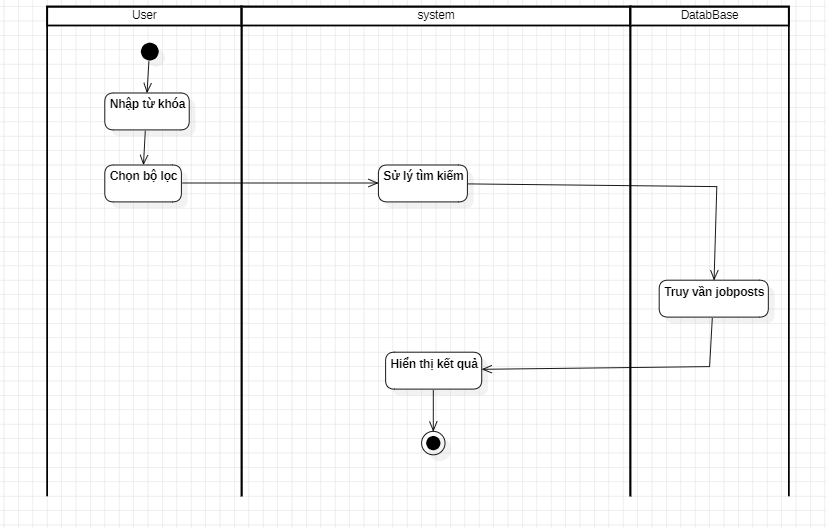 User
system
DatabBase
Nhập từ khóa
Chọn bộ lọc
Sử lý tìm kiếm
Truy vần jobposts
Hiển thị kết quả